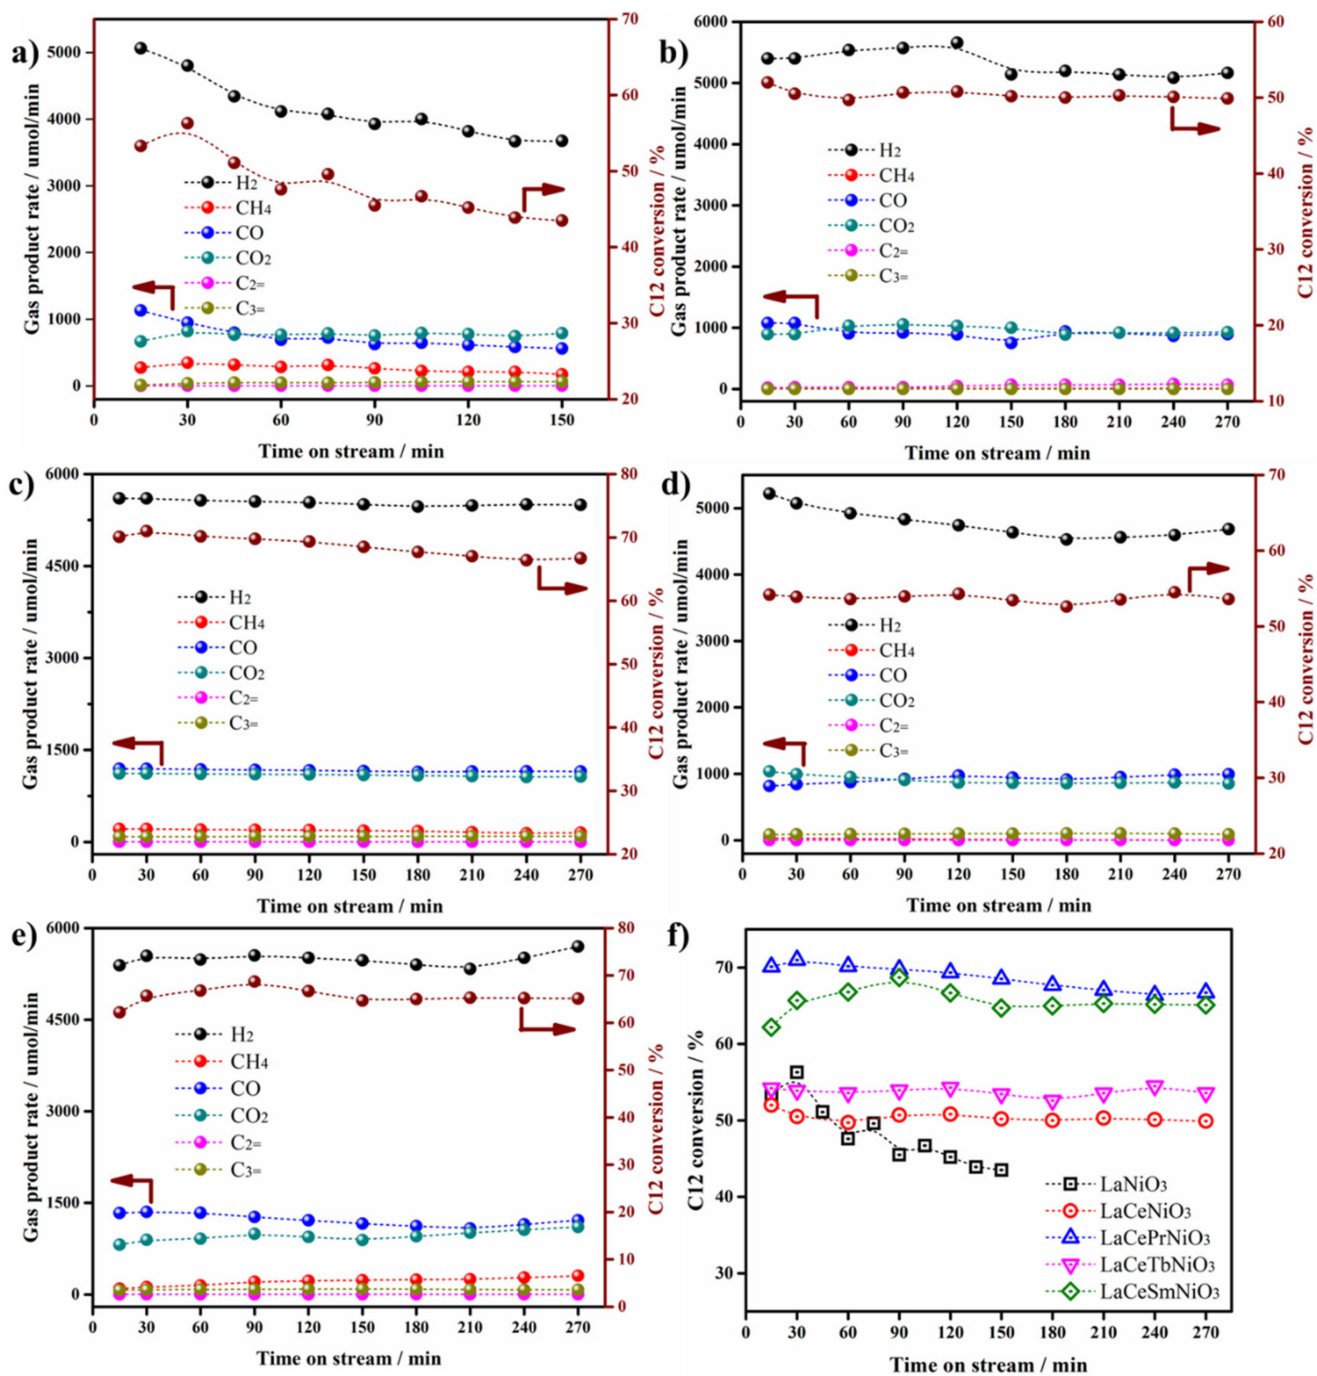 a)
Gas product rate / umol/min
5000
4000
3000
2000
1000
0
H2
CH4
CO
CO2
C2=
C3=
70
60
50
40
30
20
C12 conversion / %
0 30 60 90 120 150
Time on stream / min
b)
Gas product rate / umol/min
6000
5000
4000
3000
2000
1000
0
H2
CH4
CO
CO2
C2=
C3=
60
50
40
30
20
10
C12 conversion / %
0 30 60 90 120 150 180 210 240 270
Time on stream / min
c)
Gas product rate / umol/min
6000
4500
3000
1500
0
H2
CH4
CO
CO2
C2=
C3=
80
70
60
50
40
30
20
C12 conversion / %
0 30 60 90 120 150 180 210 240 270
Time on stream / min
d)
Gas product rate / umol/min
5000
4000
3000
2000
1000
0
H2
CH4
CO
CO2
C2=
C3=
70
60
50
40
30
20
C12 conversion / %
0 30 60 90 120 150 180 210 240 270
Time on stream / min
e)
Gas product rate / umol/min
6000
4500
3000
1500
0
H2
CH4
CO
CO2
C2=
C3=
80
70
60
50
40
30
20
10
0
C12 conversion / %
0 30 60 90 120 150 180 210 240 270
Time on stream / min
f)
C12 conversion / %
70
60
50
40
30
LaNiO3
LaCeNiO3
LaCePrNiO3
LaCeTbNiO3
LaCeSmNiO3
0 30 60 90 120 150 180 210 240 270
Time on stream / min